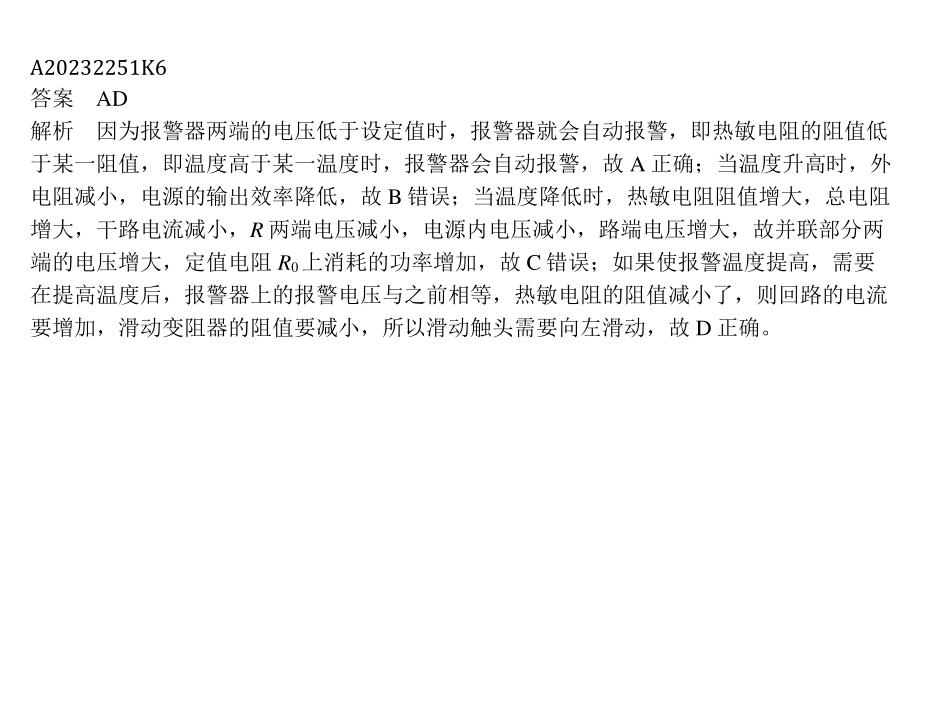 A20232251K6
答案 AD
解析 因为报警器两端的电压低于设定值时，报警器就会自动报警，即热敏电阻的阻值低
于某一阻值，即温度高于某一温度时，报警器会自动报警，故 A 正确；当温度升高时，外
电阻减小，电源的输出效率降低，故 B 错误；当温度降低时，热敏电阻阻值增大，总电阻
增大，干路电流减小，R 两端电压减小，电源内电压减小，路端电压增大，故并联部分两
端的电压增大，定值电阻 R0上消耗的功率增加，故 C 错误；如果使报警温度提高，需要
在提高温度后，报警器上的报警电压与之前相等，热敏电阻的阻值减小了，则回路的电流
要增加，滑动变阻器的阻值要减小，所以滑动触头需要向左滑动，故 D 正确。